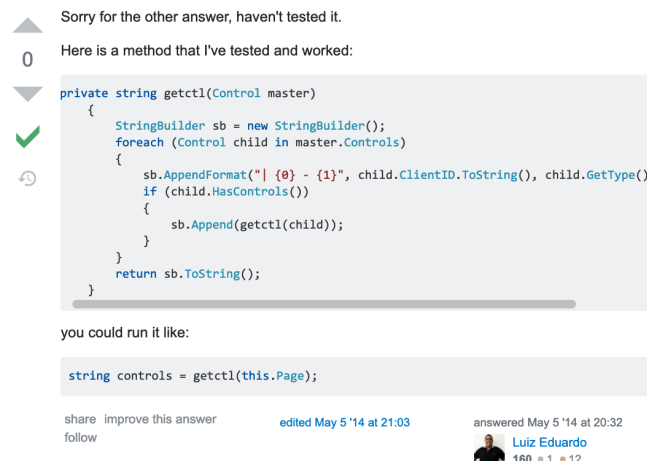 Sorry for the other answer, haven't tested it.
0
Here is a method that I've tested and worked:
private string getctl(Control master)
{
StringBuilder sb = new StringBuilder();
foreach (Control child in master.Controls)
{
sb.AppendFormat("| {0} - {1}", child.ClientID.ToString(), child.GetType()
if (child.HasControls())
{
sb.Append(getctl(child));
}
}
return sb.ToString();
}
you could run it like:
string controls = getctl(this.Page);
share improve this answer
follow
edited May 5 '14 at 21:03
answered May 5 '14 at 20:32
Luiz Eduardo
160 ●1 ●12